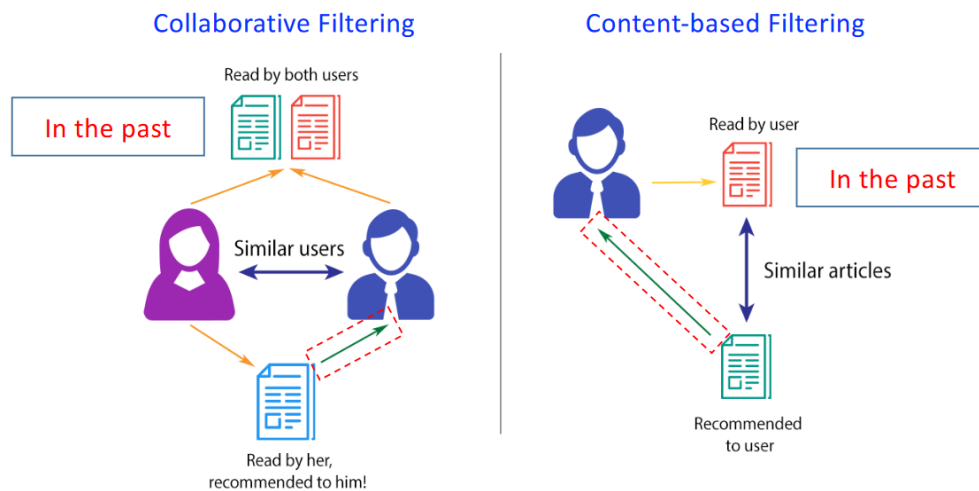 Collaborative Filtering
Read by both users
In the past
Similar users
Read by her,
recommended to him!
Content-based Filtering
Read by user
In the past
Similar articles
Recommended
to user